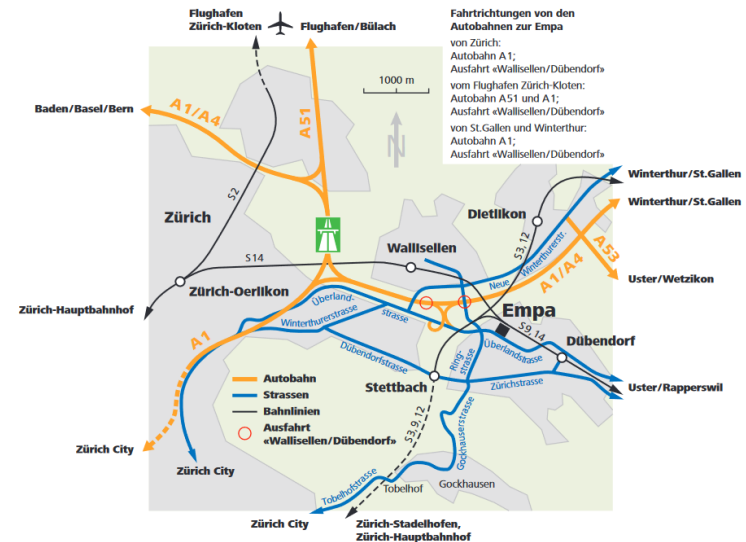 Flughafen
Zürich-Kloten
Flughafen/Bülach
Fahrtrichtungen von den
Autobahnen zur Empa
von Zürich:
Autobahn A1;
Ausfahrt «Wallisellen/Dübendorf»
vom Flughafen Zürich-Kloten:
Autobahn A51 und A1;
Ausfahrt «Wallisellen/Dübendorf»
von St.Gallen und Winterthur:
Autobahn A1;
Ausfahrt «Wallisellen/Dübendorf»
1000 m
N
Baden/Basel/Bern
A1/A4
A51
S2
Zürich
Winterthur/St.Gallen
Winterthur/St.Gallen
Dietlikon
S3,12
Wallisellen
S14
Neue
Winterthurerstr.
A1/A4
A53
Uster/Wetzikon
Zürich-Oerlikon
Zürich-Hauptbahnhof
Überland-
strasse
Winterthurerstrasse
Dübendorfstrasse
Empa
S9,14
Dübendorf
Überlandstrasse
Ring-
strasse
Zürichstrasse
Uster/Rapperswil
A1
Stettbach
Autobahn
Strassen
Bahnlinien
Ausfahrt
«Wallisellen/Dübendorf»
S3,9,12
Gockhauserstrasse
Zürich City
Zürich City
Tobelhofstrasse
Tobelhof
Gockhausen
Zürich City
Zürich-Stadelhofen,
Zürich-Hauptbahnhof